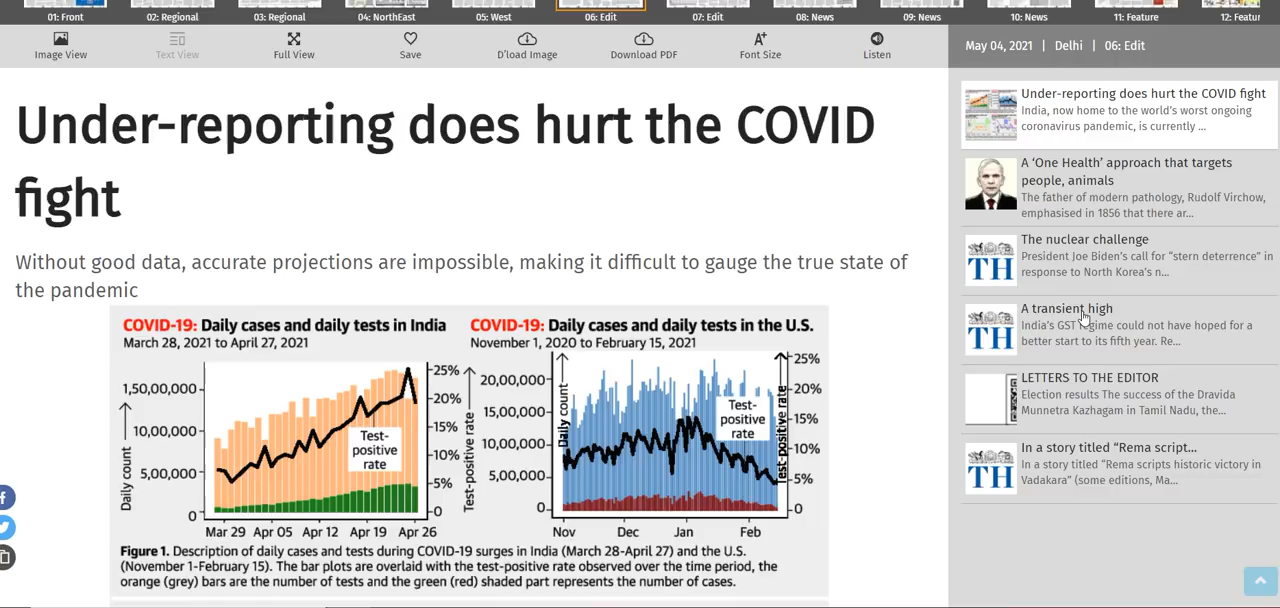 01: Front
02: Regional
03: Regional
04: NorthEast
05: West
06: Edit
07: Edit
08: News
09: News
10: News
11: Feature
12: Featur
Image View
Text View
Full View
Save
D'load Image
Download PDF
Font Size
Listen
May 04, 2021 | Delhi | 06: Edit
Under-reporting does hurt the COVID
fight
Without good data, accurate projections are impossible, making it difficult to gauge the true state of
the pandemic
COVID-19: Daily cases and daily tests in India
March 28, 2021 to April 27, 2021
1,50,00,000
10,00,000
5,00,000
0
Daily count
25%
20%
15%
10%
5%
0
Test-positive rate
Test-
positive
rate
Mar 29 Apr 05 Apr 12 Apr 19 Apr 26
COVID-19: Daily cases and daily tests in the U.S.
November 1, 2020 to February 15, 2021
20,00,000
15,00,000
10,00,000
5,00,000
0
Daily count
25%
20%
15%
10%
5%
0
Test-positive rate
Test-
positive
rate
Nov Dec Jan Feb
Figure 1. Description of daily cases and tests during COVID-19 surges in India (March 28-April 27) and the U.S.
(November 1-February 15). The bar plots are overlaid with the test-positive rate observed over the time period, the
orange (grey) bars are the number of tests and the green (red) shaded part represents the number of cases.
Under-reporting does hurt the COVID fight
India, now home to the world's worst ongoing
coronavirus pandemic, is currently ...
A 'One Health' approach that targets
people, animals
The father of modern pathology, Rudolf Virchow,
emphasised in 1856 that there ar...
TH
The nuclear challenge
President Joe Biden's call for “stern deterrence” in
response to North Korea's n...
TH
A transient high
India's GST regime could not have hoped for a
better start to its fifth year. Re...
LETTERS TO THE EDITOR
Election results The success of the Dravida
Munnetra Kazhagam in Tamil Nadu, the...
TH
In a story titled “Rema script...
In a story titled “Rema scripts historic victory in
Vadakara” (some editions, Ma...